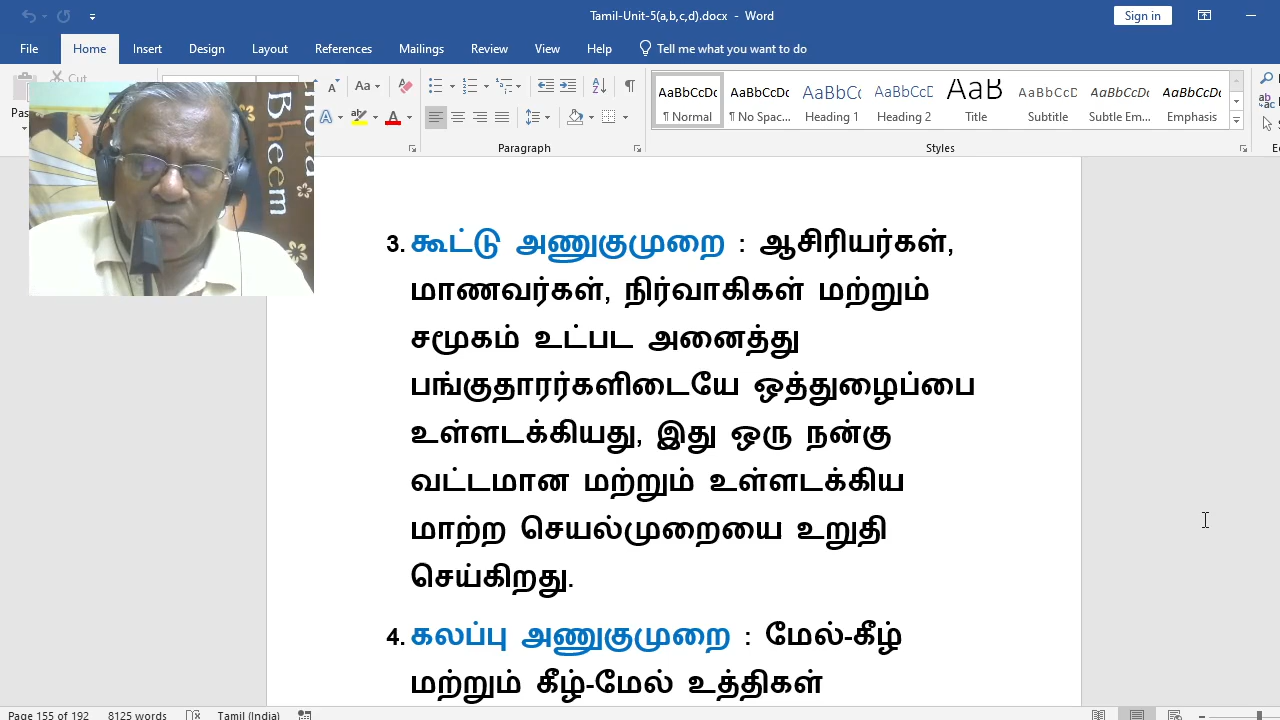 Tamil-Unit-5(a,b,c,d).docx - Word
Sign in
File Home Insert Design Layout References Mailings Review View Help Tell me what you want to do
Cut
Aa
AaBbCcDc AaBbCcDc AaBbCc AaBbCcD AaB AaBbCcD AaBbCcDc AaBbCcDc
¶ Normal ¶ No Spac... Heading 1 Heading 2 Title Subtitle Subtle Em... Emphasis
Paragraph Styles
Bheem
3. கூட்டு அணுகுமுறை : ஆசிரியர்கள்,
மாணவர்கள், நிர்வாகிகள் மற்றும்
சமூகம் உட்பட அனைத்து
பங்குதாரர்களிடையே ஒத்துழைப்பை
உள்ளடக்கியது, இது ஒரு நன்கு
வட்டமான மற்றும் உள்ளடக்கிய
மாற்ற செயல்முறையை உறுதி
செய்கிறது.
4. கலப்பு அணுகுமுறை : மேல்-கீழ்
மற்றும் கீழ்-மேல் உத்திகள்
Page 155 of 192 8125 words Tamil (India)